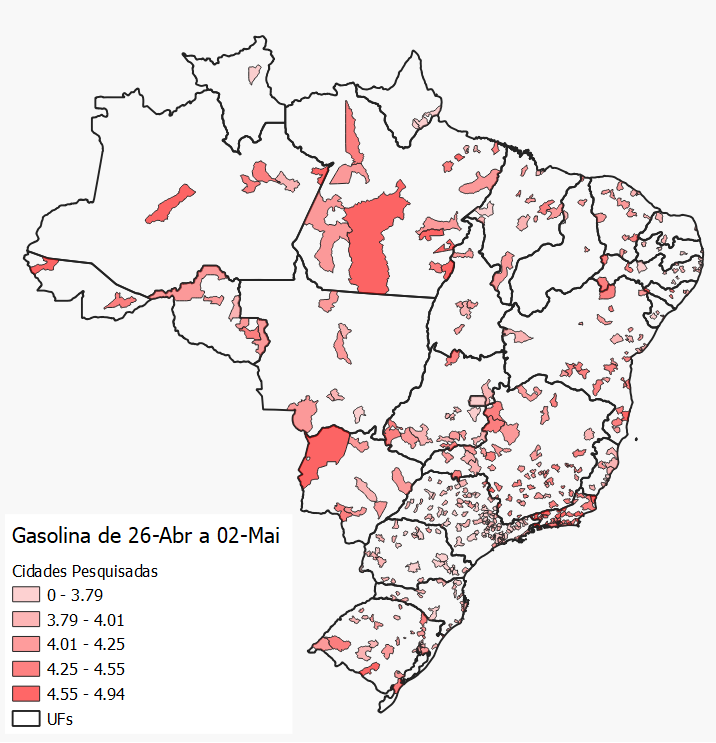 Gasolina de 26-Abr a 02-Mai
Cidades Pesquisadas
0 - 3.79
3.79 - 4.01
4.01 - 4.25
4.25 - 4.55
4.55 - 4.94
UFs